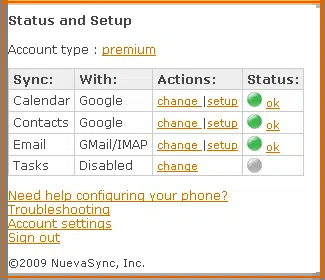 Status and Setup
Account type : premium
Sync: With: Actions: Status:
Calendar Google change |setup ok
Contacts Google change |setup ok
Email GMail/IMAP change |setup ok
Tasks Disabled change
Need help configuring your phone?
Troubleshooting
Account settings
Sign out
©2009 NuevaSync, Inc.